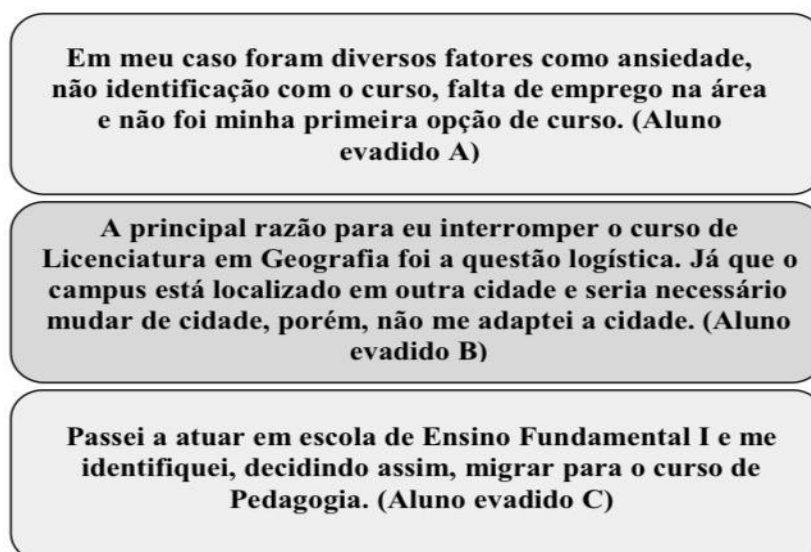 Em meu caso foram diversos fatores como ansiedade,
não identificação com o curso, falta de emprego na área
e não foi minha primeira opção de curso. (Aluno
evadido A)
A principal razão para eu interromper o curso de
Licenciatura em Geografia foi a questão logística. Já que o
campus está localizado em outra cidade e seria necessário
mudar de cidade, porém, não me adaptei a cidade. (Aluno
evadido B)
Passei a atuar em escola de Ensino Fundamental I e me
identifiquei, decidindo assim, migrar para o curso de
Pedagogia. (Aluno evadido C)